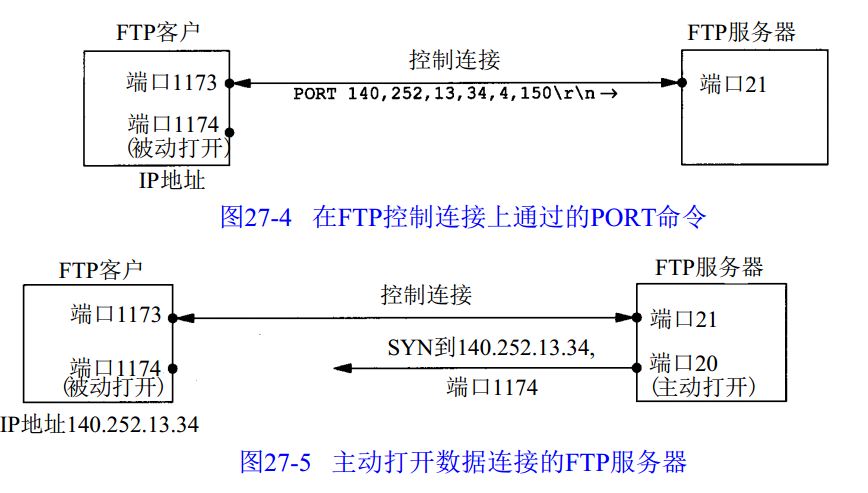 FTP客户
FTP服务器
控制连接
端口1173
端口21
PORT 140,252,13,34,4,150\r\n→
端口1174
(被动打开)
IP地址
图27-4 在FTP控制连接上通过的PORT命令
FTP客户
FTP服务器
控制连接
端口1173
端口21
SYN到140.252.13.34,
端口1174
端口20
(被动打开)
端口1174
(主动打开)
IP地址140.252.13.34
图27-5 主动打开数据连接的FTP服务器